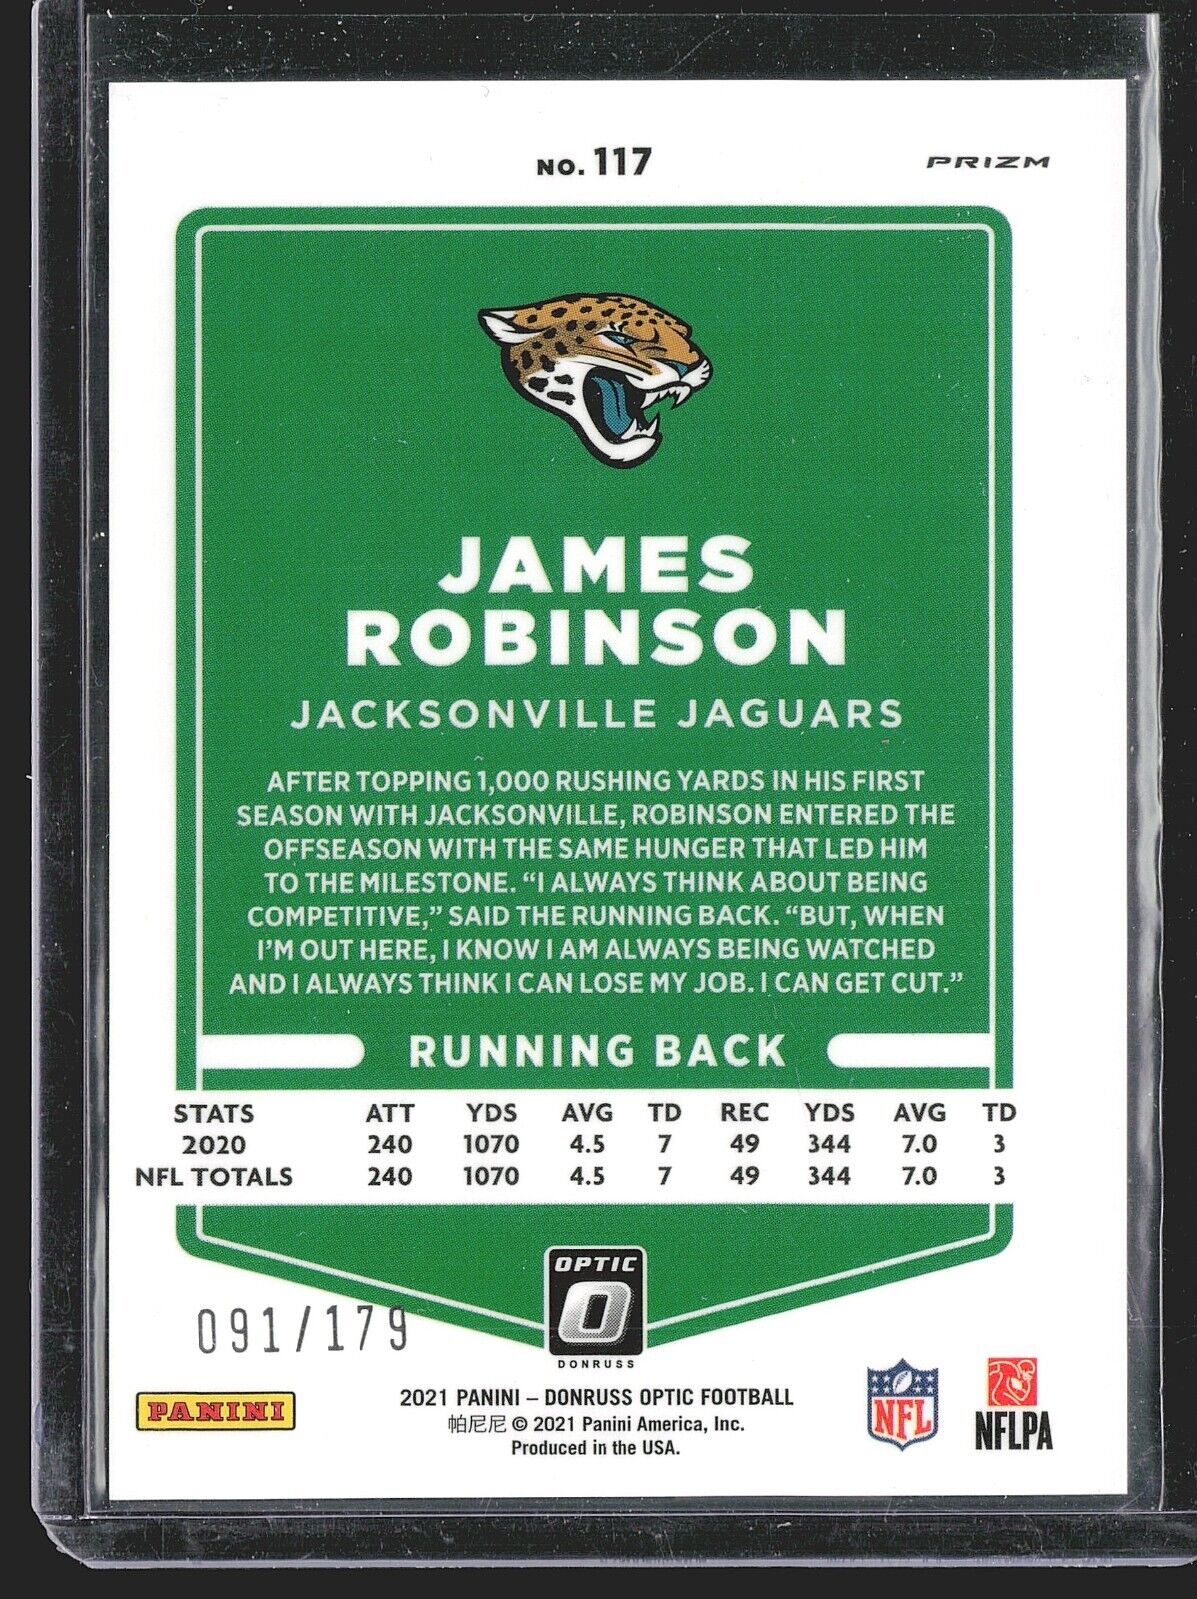 NO. 117
PRIZM
JAMES
ROBINSON
JACKSONVILLE JAGUARS
AFTER TOPPING 1,000 RUSHING YARDS IN HIS FIRST
SEASON WITH JACKSONVILLE, ROBINSON ENTERED THE
OFFSEASON WITH THE SAME HUNGER THAT LED HIM
TO THE MILESTONE. “I ALWAYS THINK ABOUT BEING
COMPETITIVE,” SAID THE RUNNING BACK. “BUT, WHEN
I’M OUT HERE, I KNOW I AM ALWAYS BEING WATCHED
AND I ALWAYS THINK I CAN LOSE MY JOB. I CAN GET CUT.”
RUNNING BACK
STATS ATT YDS AVG TD REC YDS AVG TD
2020 240 1070 4.5 7 49 344 7.0 3
NFL TOTALS 240 1070 4.5 7 49 344 7.0 3
OPTIC
O
DONRUSS
091/179
PANINI
2021 PANINI – DONRUSS OPTIC FOOTBALL
帕尼尼 © 2021 Panini America, Inc.
Produced in the USA.
NFL
NFLPA